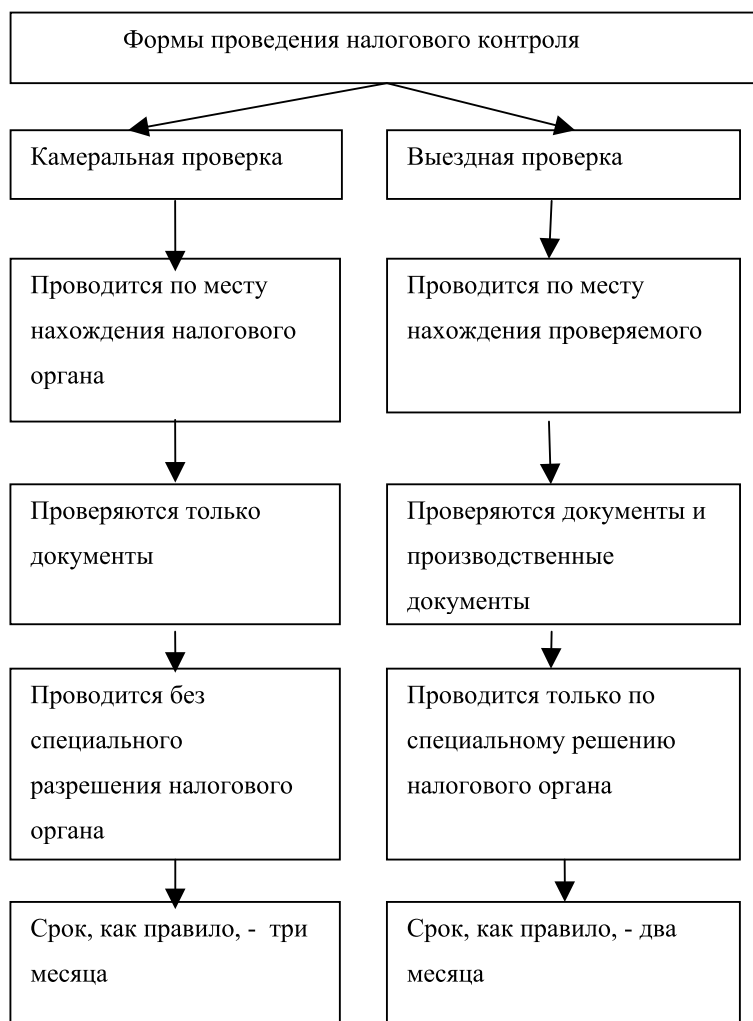 Формы проведения налогового контроля
Камеральная проверка
Выездная проверка
Проводится по месту
нахождения налогового
органа
Проводится по месту
нахождения проверяемого
Проверяются только
документы
Проверяются документы и
производственные
документы
Проводится без
специального
разрешения налогового
органа
Проводится только по
специальному решению
налогового органа
Срок, как правило, -  три
месяца
Срок, как правило, - два
месяца